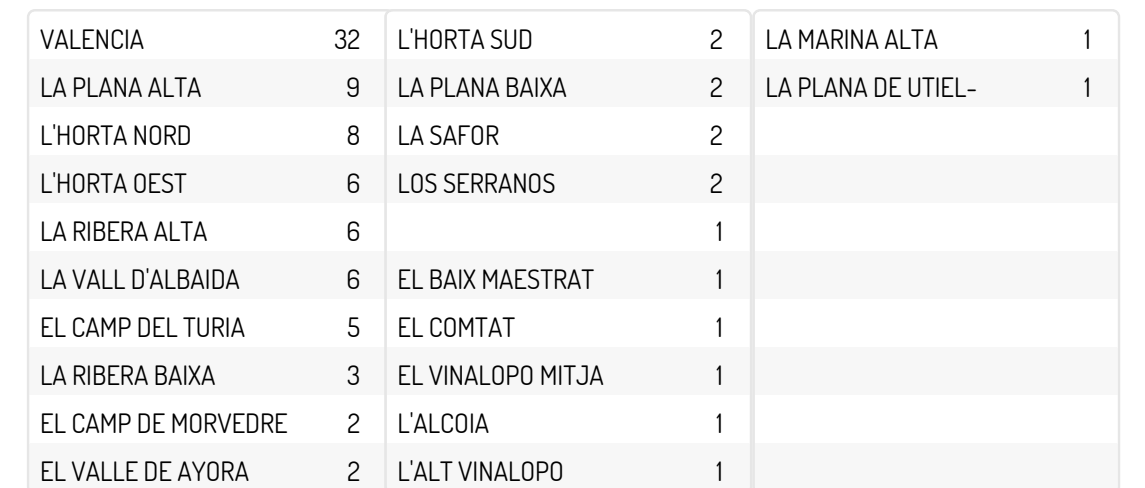 VALENCIA 32
LA PLANA ALTA 9
L'HORTA NORD 8
L'HORTA OEST 6
LA RIBERA ALTA 6
LA VALL D'ALBAIDA 6
EL CAMP DEL TURIA 5
LA RIBERA BAIXA 3
EL CAMP DE MORVEDRE 2
EL VALLE DE AYORA 2
L'HORTA SUD 2
LA PLANA BAIXA 2
LA SAFOR 2
LOS SERRANOS 2
1
EL BAIX MAESTRAT 1
EL COMTAT 1
EL VINALOPO MITJA 1
L'ALCOIA 1
L'ALT VINALOPO 1
LA MARINA ALTA 1
LA PLANA DE UTIEL- 1